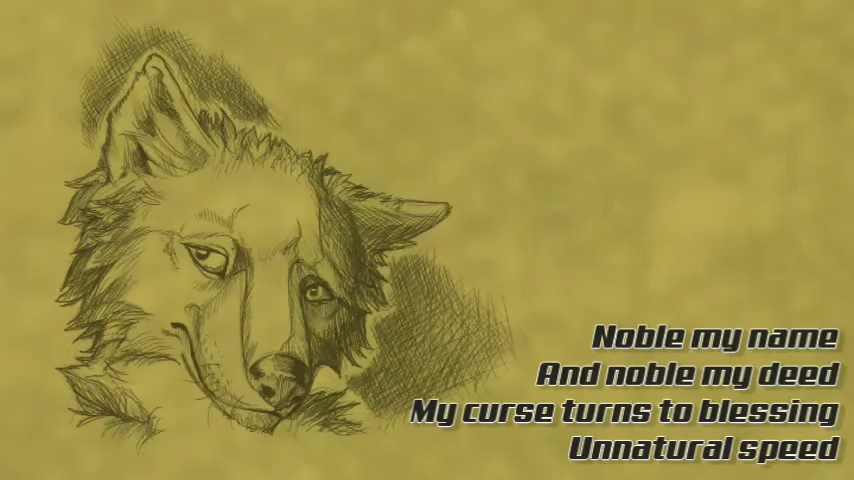 Noble my name
And noble my deed
My curse turns to blessing
Unnatural speed